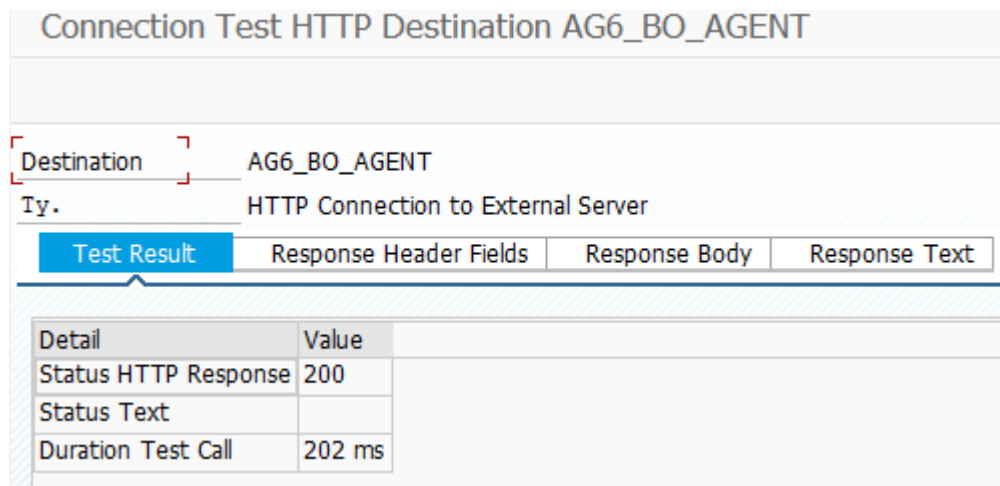 Connection Test HTTP Destination AG6_BO_AGENT
Destination AG6_BO_AGENT
Ty. HTTP Connection to External Server
Test Result Response Header Fields Response Body Response Text
Detail Value
Status HTTP Response 200
Status Text
Duration Test Call 202 ms